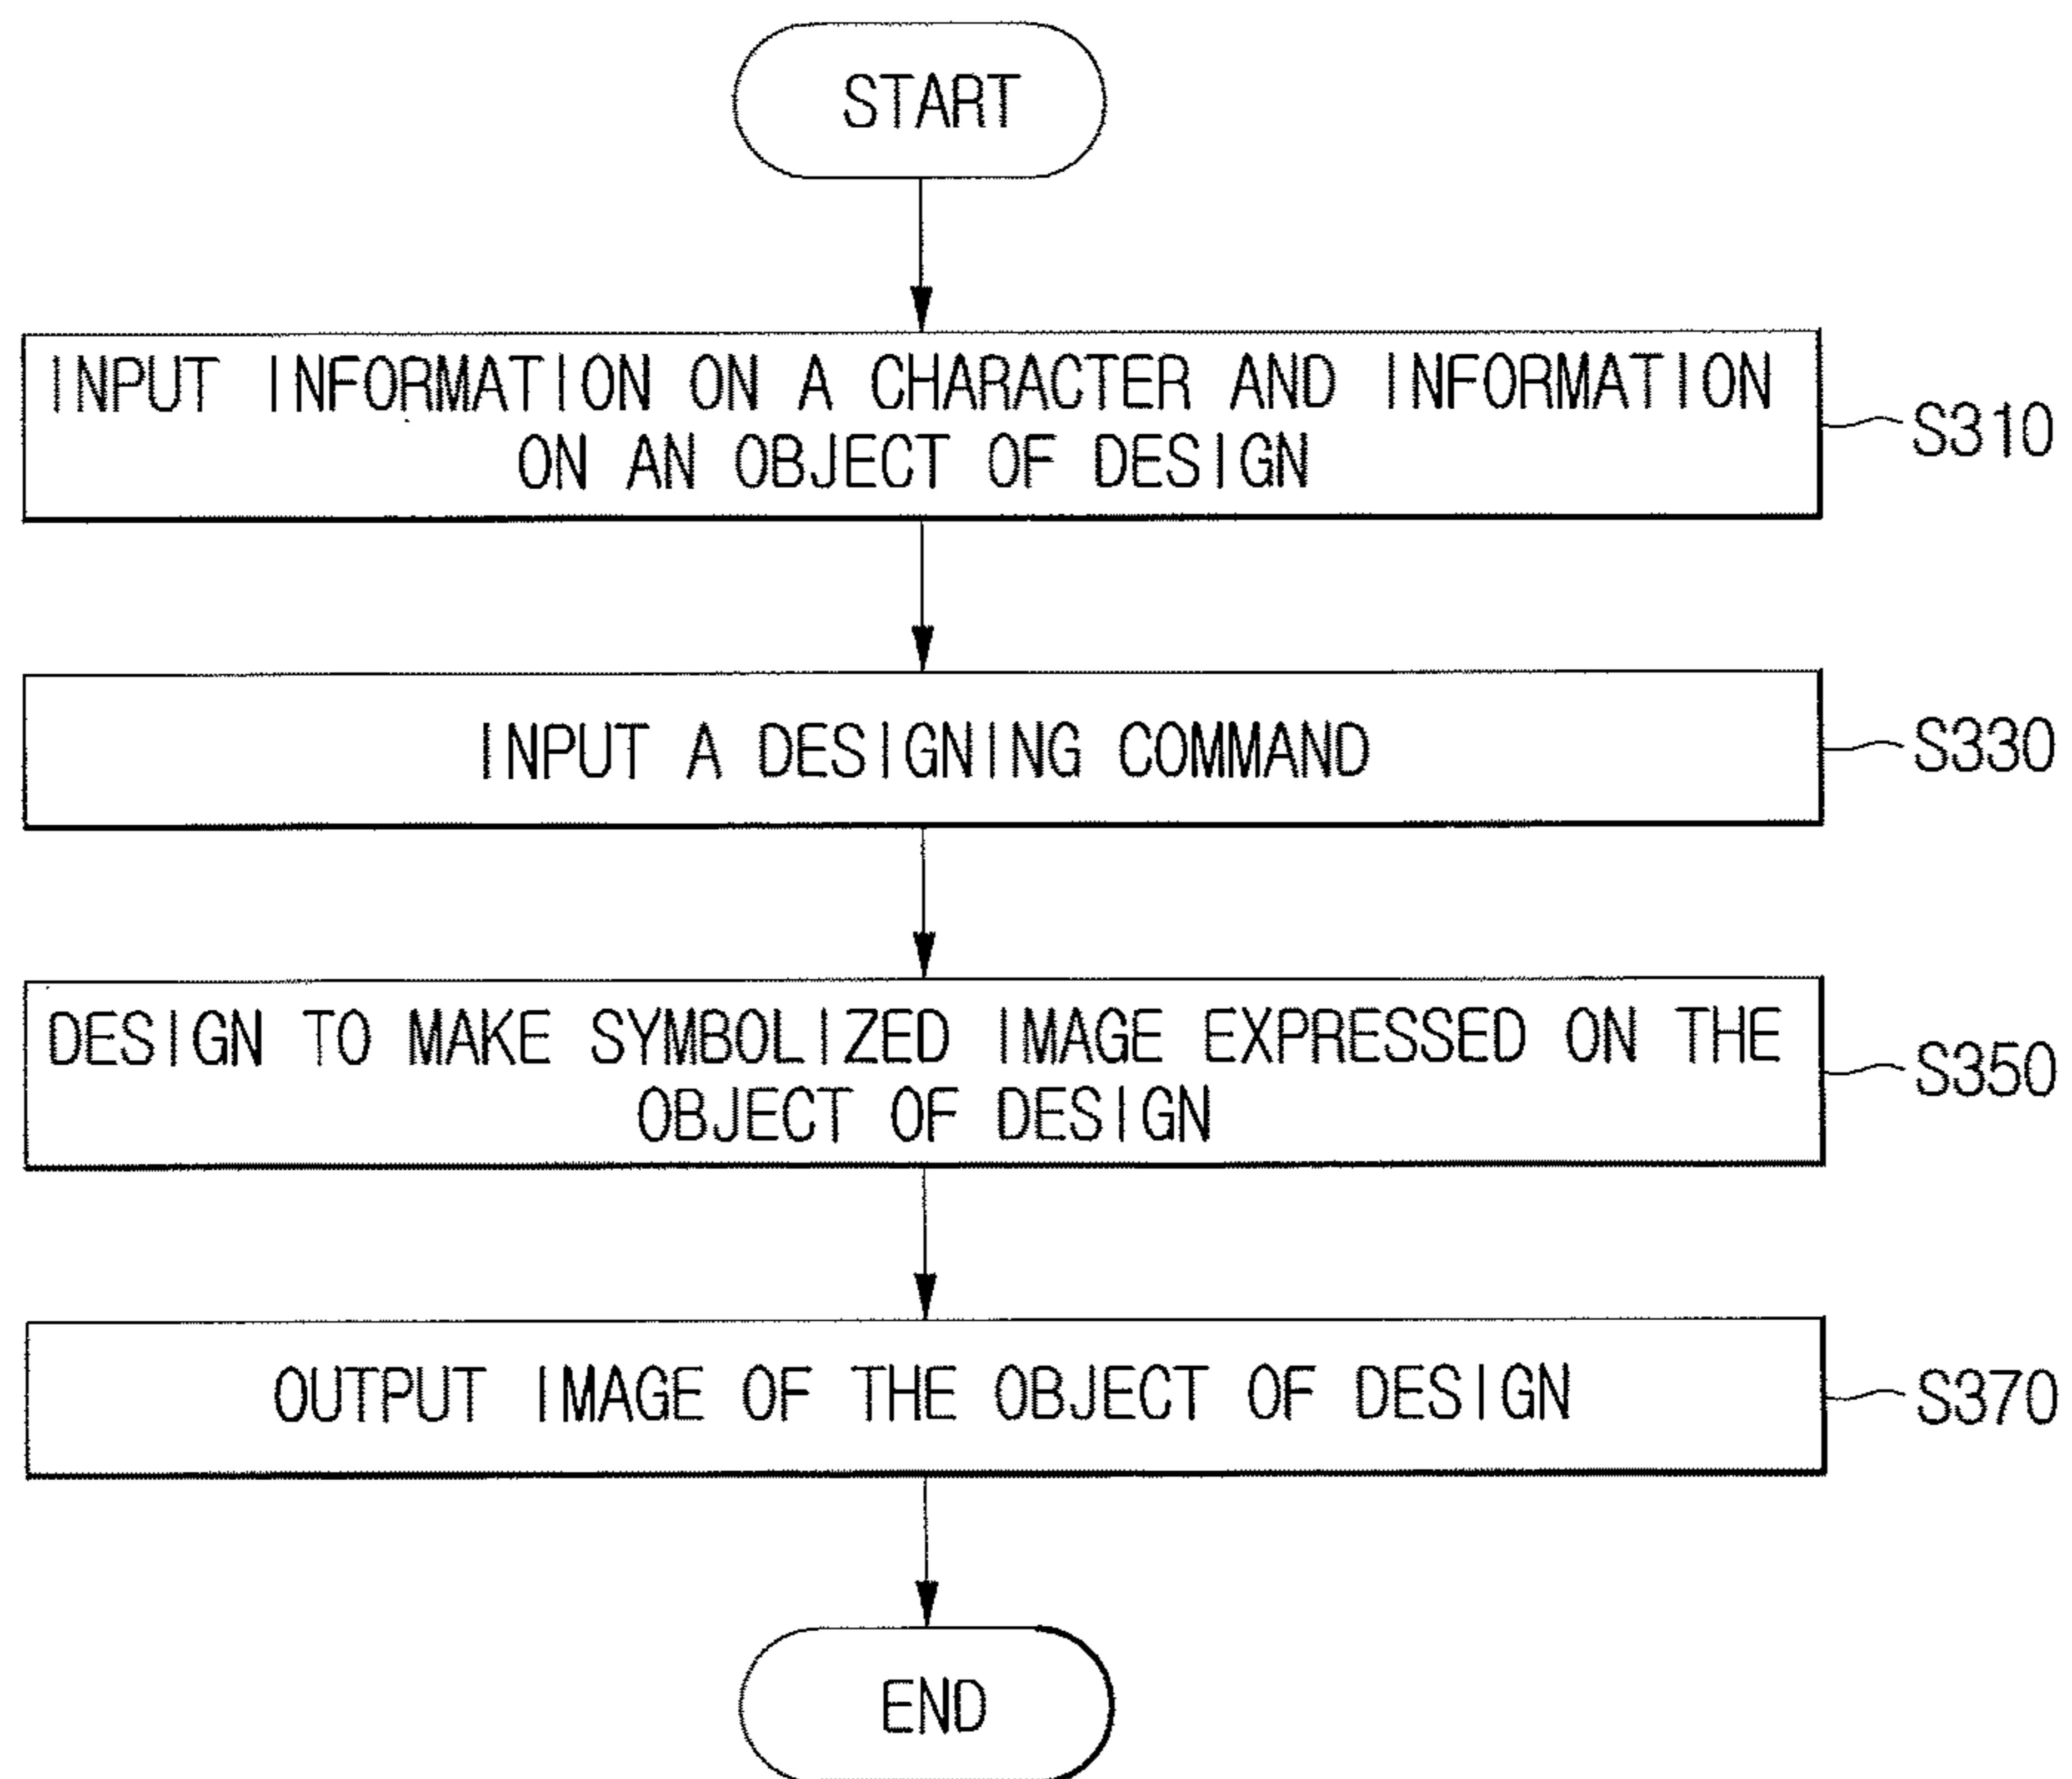 START
INPUT INFORMATION ON A CHARACTER AND INFORMATION
ON AN OBJECT OF DESIGN
S310
INPUT A DESIGNING COMMAND
S330
DESIGN TO MAKE SYMBOLIZED IMAGE EXPRESSED ON THE
OBJECT OF DESIGN
S350
OUTPUT IMAGE OF THE OBJECT OF DESIGN
S370
END